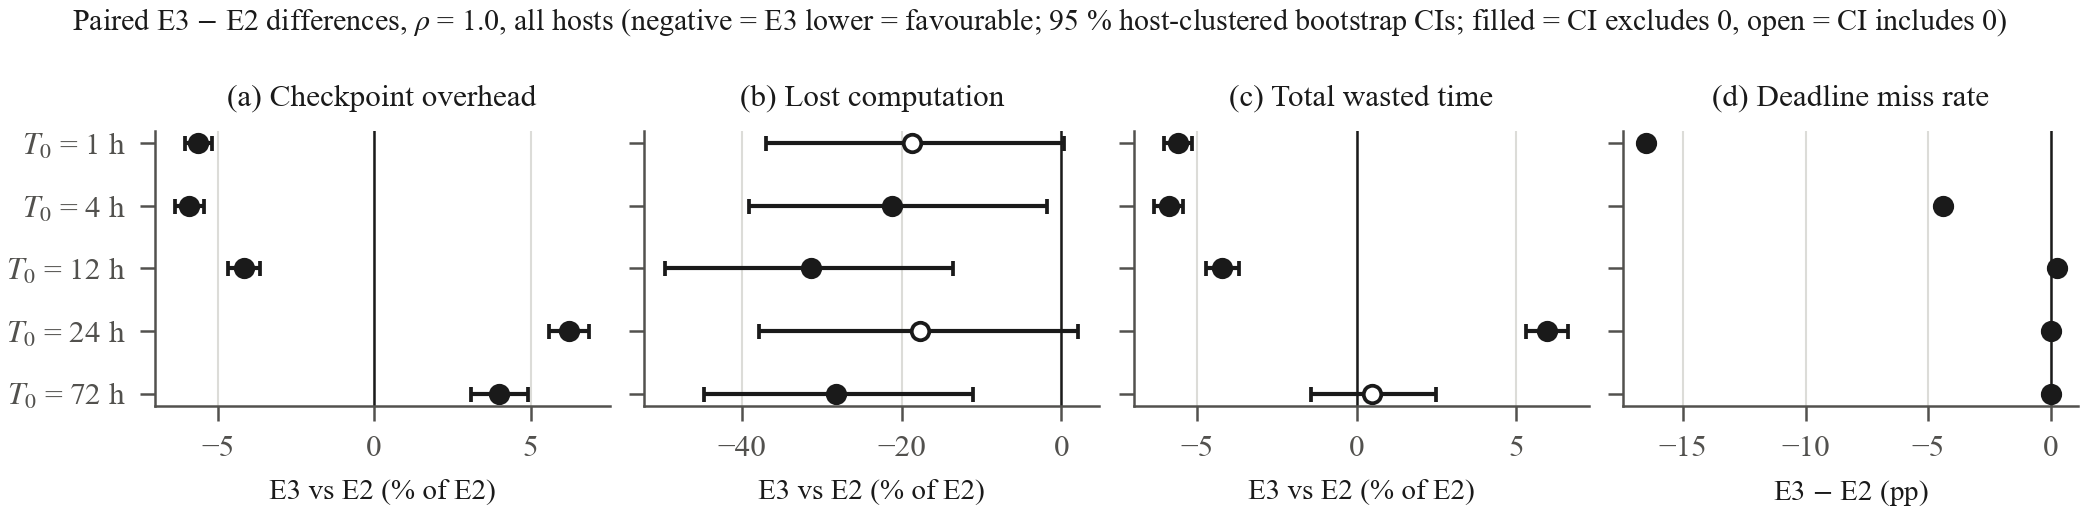 Paired E3 − E2 differences, ρ = 1.0, all hosts (negative = E3 lower = favourable; 95 % host-clustered bootstrap CIs; filled = CI excludes 0, open = CI includes 0)
(a) Checkpoint overhead
(b) Lost computation
(c) Total wasted time
(d) Deadline miss rate
T₀ = 1 h
T₀ = 4 h
T₀ = 12 h
T₀ = 24 h
T₀ = 72 h
−5 0 5
−40 −20 0
−5 0 5
−15 −10 −5 0
E3 vs E2 (% of E2)
E3 vs E2 (% of E2)
E3 vs E2 (% of E2)
E3 − E2 (pp)